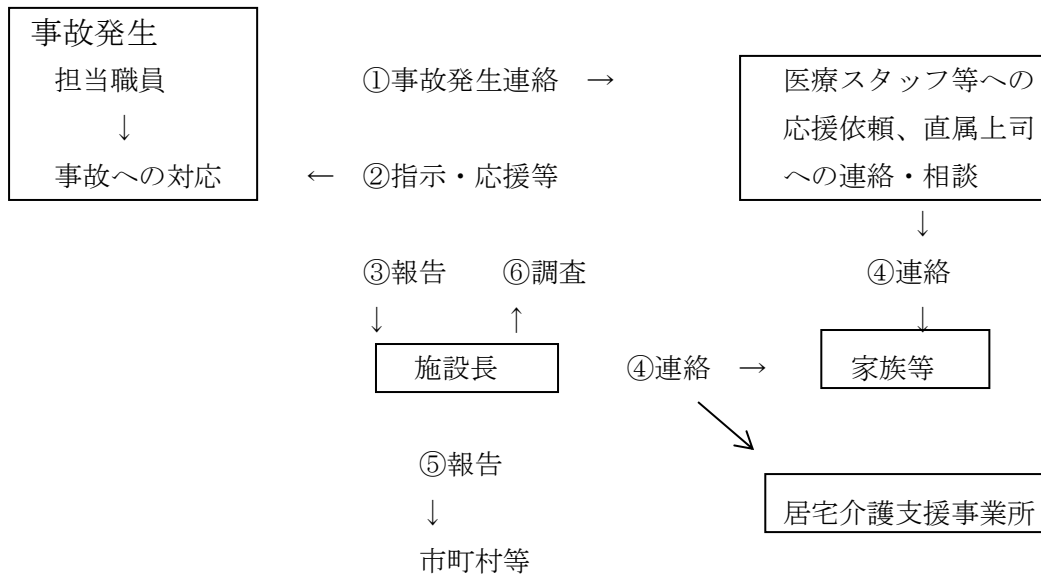 事故発生
担当職員 ①事故発生連絡 → 医療スタッフ等への
↓ 応援依頼、直属上司
事故への対応 ← ②指示・応援等 への連絡・相談
↓
③報告 ⑥調査 ④連絡
↓ ↑ ↓
施設長 ④連絡 → 家族等
⑤報告
↓ 居宅介護支援事業所
市町村等